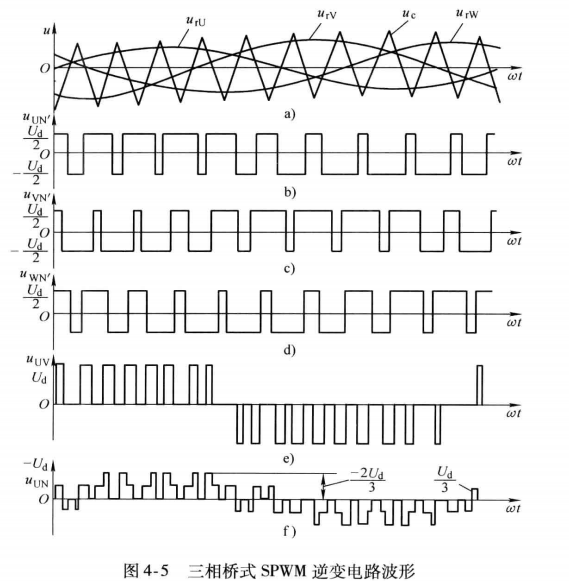 u u_rU u_rV u_c u_rW
O ωt
a)
u_UN′
U_d/2
O ωt
-U_d/2
b)
u_VN′
U_d/2
O ωt
-U_d/2
c)
u_WN′
U_d/2
O ωt
d)
u_UV
U_d
O ωt
e)
-U_d
u_UN -2U_d/3 U_d/3
O ωt
f)
图 4-5 三相桥式 SPWM 逆变电路波形